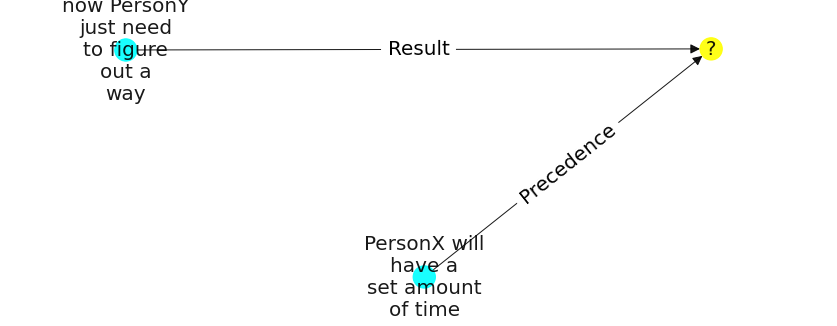 now PersonY
just need
to figure
out a
way
Result
?
Precedence
PersonX will
have a
set amount
of time